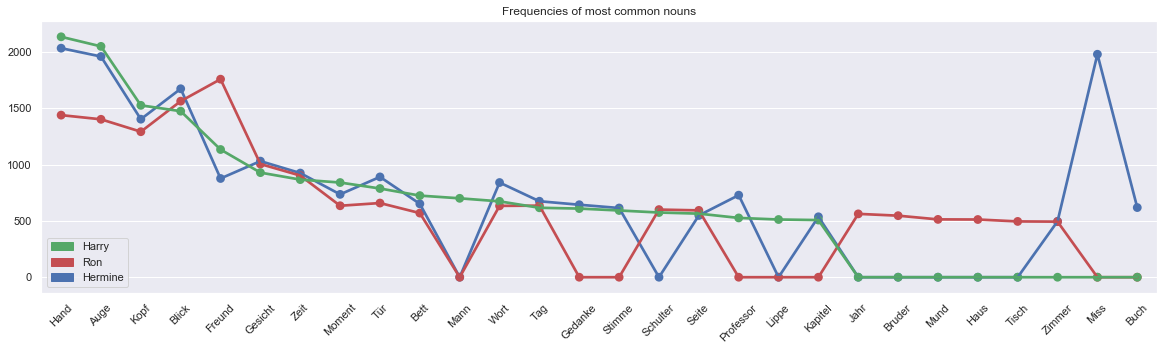 Frequencies of most common nouns
2000
1500
1000
500
0
Harry
Ron
Hermine
Hand
Auge
Kopf
Blick
Freund
Gesicht
Zeit
Moment
Tür
Bett
Mann
Wort
Tag
Gedanke
Stimme
Schulter
Seite
Professor
Lippe
Kapitel
Jahr
Bruder
Mund
Haus
Tisch
Zimmer
Miss
Buch